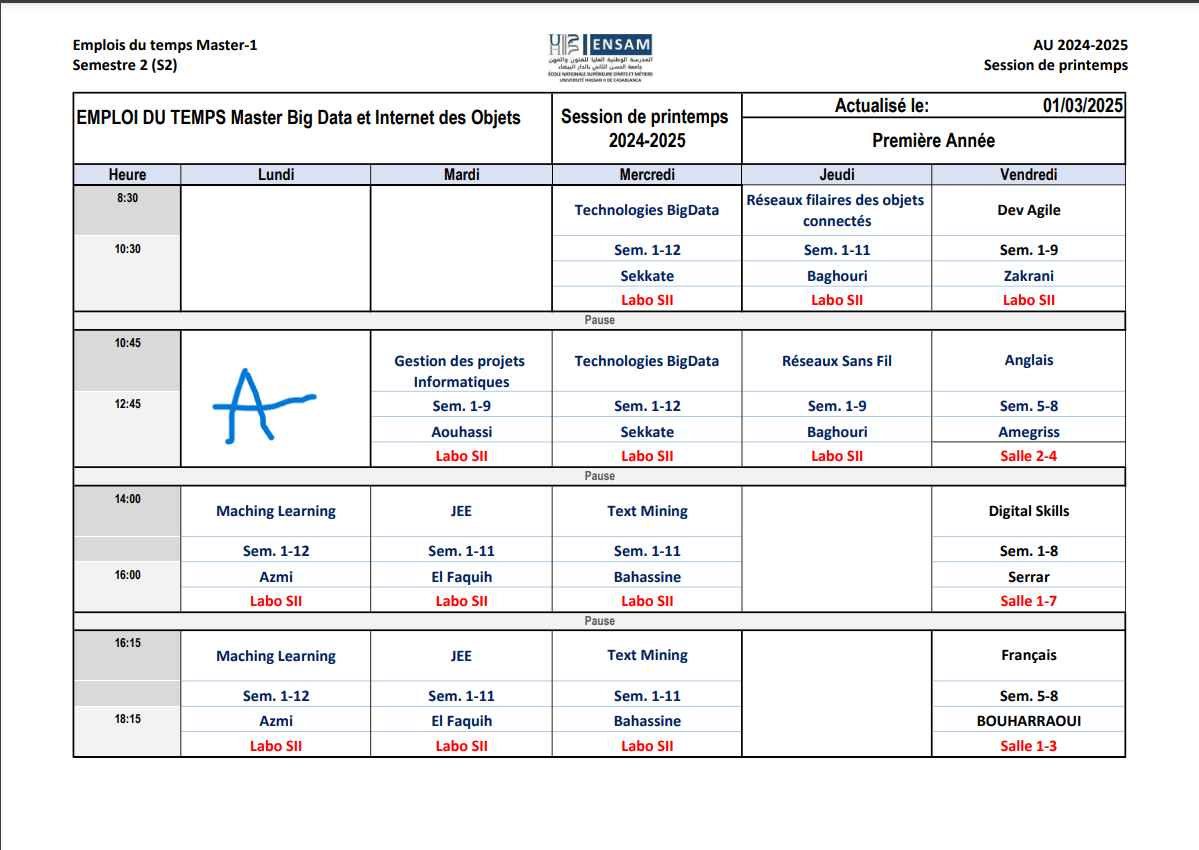 Emplois du temps Master-1
Semestre 2 (S2)
ENSAM
المدرسة الوطنية العليا للفنون والمهن
جامعة الحسن الثاني بالدار البيضاء
ÉCOLE NATIONALE SUPÉRIEURE D'ARTS ET MÉTIERS
UNIVERSITÉ HASSAN II DE CASABLANCA
AU 2024-2025
Session de printemps
EMPLOI DU TEMPS Master Big Data et Internet des Objets
Session de printemps
2024-2025
Actualisé le: 01/03/2025
Première Année
Heure Lundi Mardi Mercredi Jeudi Vendredi
8:30 Technologies BigData Réseaux filaires des objets connectés Dev Agile
10:30 Sem. 1-12 Sem. 1-11 Sem. 1-9
Sekkate Baghouri Zakrani
Labo SII Labo SII Labo SII
Pause
10:45 Gestion des projets Informatiques Technologies BigData Réseaux Sans Fil Anglais
A
12:45 Sem. 1-9 Sem. 1-12 Sem. 1-9 Sem. 5-8
Aouhassi Sekkate Baghouri Amegriss
Labo SII Labo SII Labo SII Salle 2-4
Pause
14:00 Maching Learning JEE Text Mining Digital Skills
Sem. 1-12 Sem. 1-11 Sem. 1-11 Sem. 1-8
16:00 Azmi El Faquih Bahassine Serrar
Labo SII Labo SII Labo SII Salle 1-7
Pause
16:15 Maching Learning JEE Text Mining Français
Sem. 1-12 Sem. 1-11 Sem. 1-11 Sem. 5-8
18:15 Azmi El Faquih Bahassine BOUHARRAOUI
Labo SII Labo SII Labo SII Salle 1-3